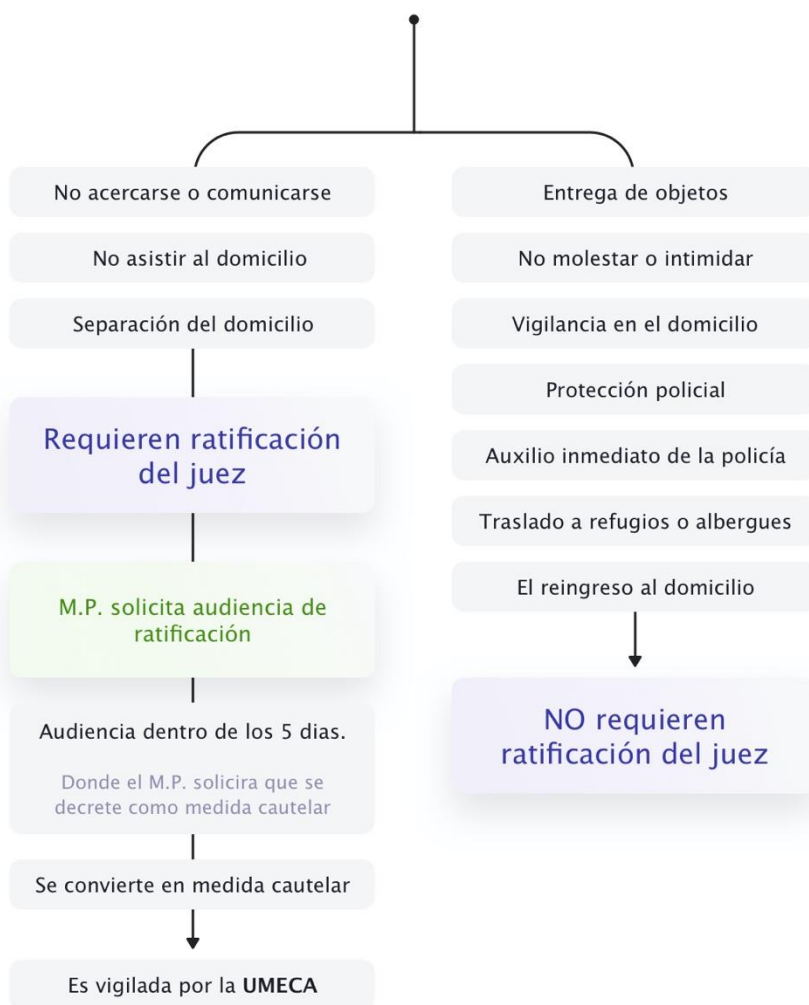 No acercarse o comunicarse
No asistir al domicilio
Separación del domicilio
Requieren ratificación
del juez
M.P. solicita audiencia de
ratificación
Audiencia dentro de los 5 dias.
Donde el M.P. solicira que se
decrete como medida cautelar
Se convierte en medida cautelar
Es vigilada por la UMECA
Entrega de objetos
No molestar o intimidar
Vigilancia en el domicilio
Protección policial
Auxilio inmediato de la policía
Traslado a refugios o albergues
El reingreso al domicilio
NO requieren
ratificación del juez